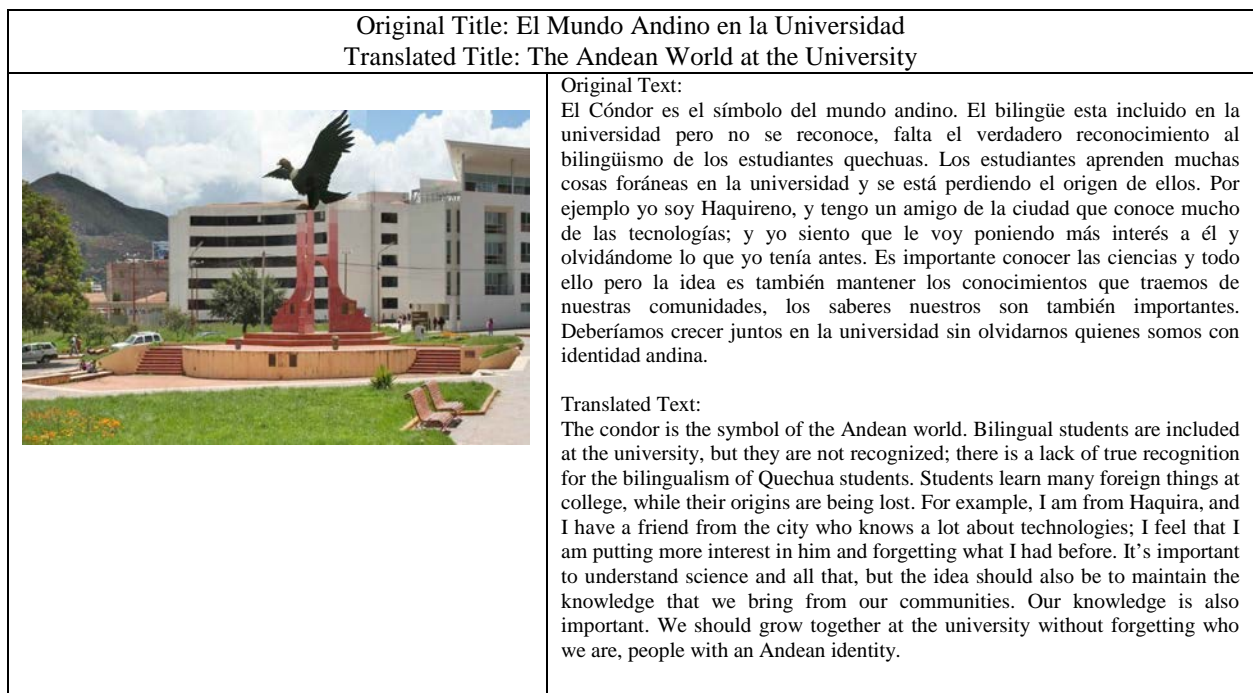 Original Title: El Mundo Andino en la Universidad
Translated Title: The Andean World at the University
Original Text:
El Cóndor es el símbolo del mundo andino. El bilingüe esta incluido en la
universidad pero no se reconoce, falta el verdadero reconocimiento al
bilingüismo de los estudiantes quechuas. Los estudiantes aprenden muchas
cosas foráneas en la universidad y se está perdiendo el origen de ellos. Por
ejemplo yo soy Haquireno, y tengo un amigo de la ciudad que conoce mucho
de las tecnologías; y yo siento que le voy poniendo más interés a él y
olvidándome lo que yo tenía antes. Es importante conocer las ciencias y todo
ello pero la idea es también mantener los conocimientos que traemos de
nuestras comunidades, los saberes nuestros son también importantes.
Deberíamos crecer juntos en la universidad sin olvidarnos quienes somos con
identidad andina.
Translated Text:
The condor is the symbol of the Andean world. Bilingual students are included
at the university, but they are not recognized; there is a lack of true recognition
for the bilingualism of Quechua students. Students learn many foreign things at
college, while their origins are being lost. For example, I am from Haquira, and
I have a friend from the city who knows a lot about technologies; I feel that I
am putting more interest in him and forgetting what I had before. It’s important
to understand science and all that, but the idea should also be to maintain the
knowledge that we bring from our communities. Our knowledge is also
important. We should grow together at the university without forgetting who
we are, people with an Andean identity.